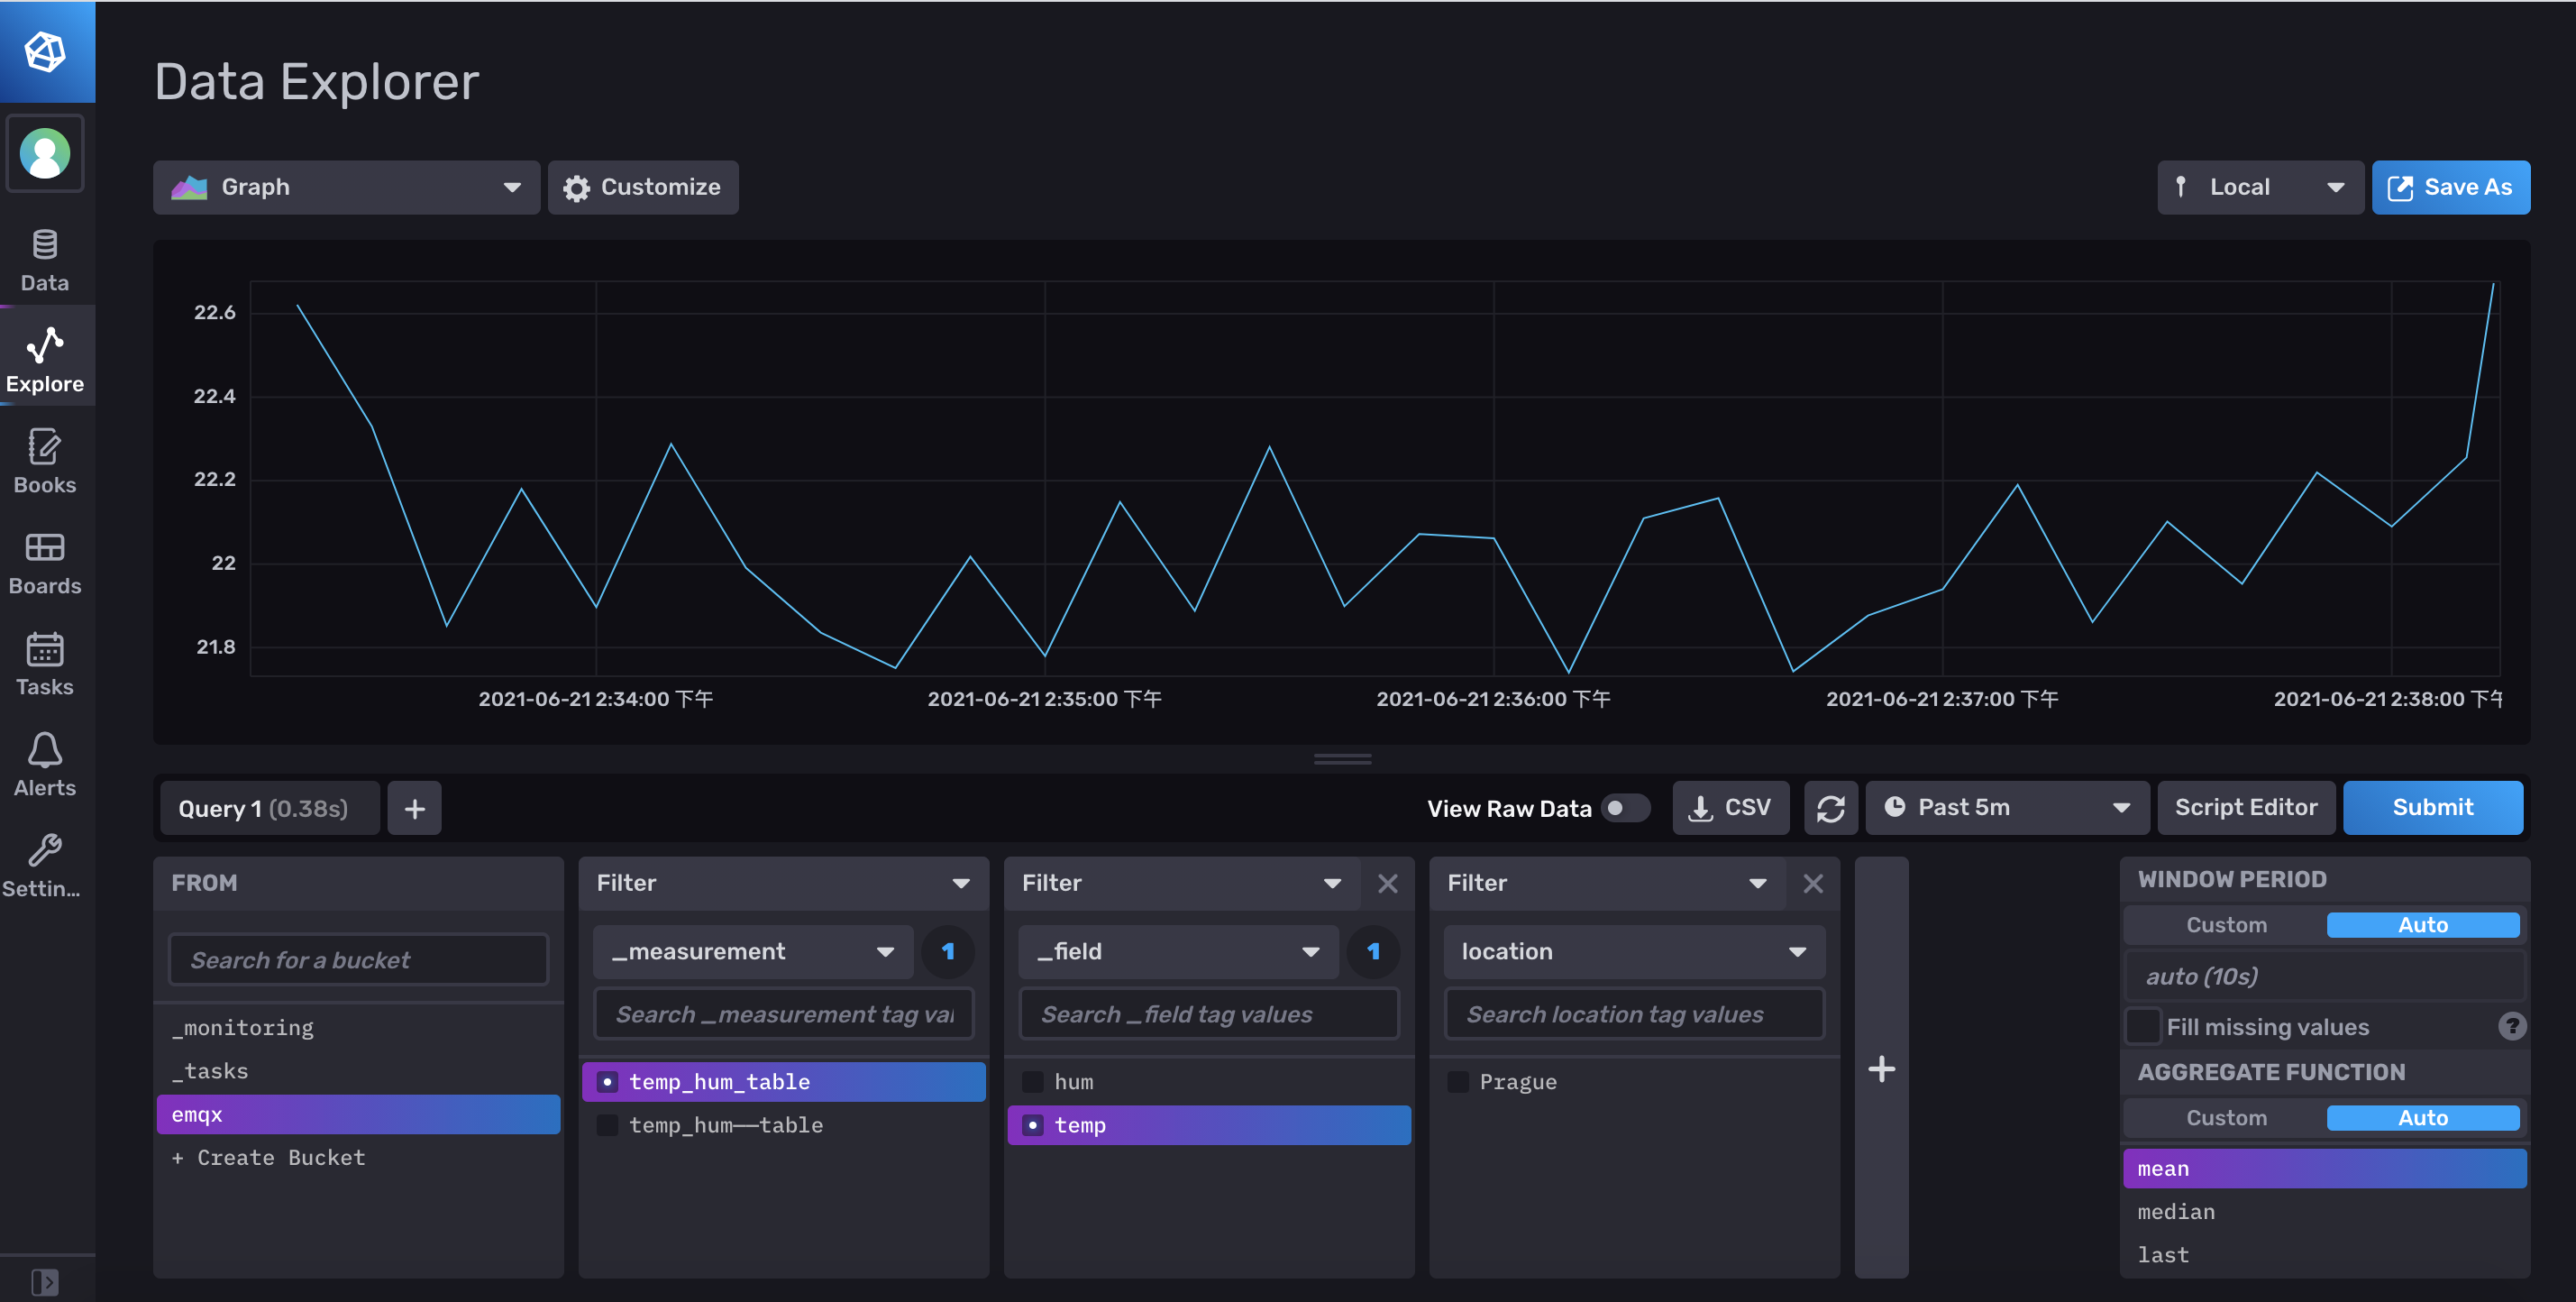 Data Explorer
Graph
Customize
Local
Save As
Data
Explore
Books
Boards
Tasks
Alerts
Settin...
22.6
22.4
22.2
22
21.8
2021-06-21 2:34:00 下午
2021-06-21 2:35:00 下午
2021-06-21 2:36:00 下午
2021-06-21 2:37:00 下午
2021-06-21 2:38:00 下午
Query 1 (0.38s)
+
View Raw Data
CSV
Past 5m
Script Editor
Submit
FROM
Search for a bucket
_monitoring
_tasks
emqx
+ Create Bucket
Filter
_measurement
1
Search _measurement tag val
temp_hum_table
temp_hum——table
Filter
_field
1
Search _field tag values
hum
temp
Filter
location
Search location tag values
Prague
+
WINDOW PERIOD
Custom
Auto
auto (10s)
Fill missing values
?
AGGREGATE FUNCTION
Custom
Auto
mean
median
last